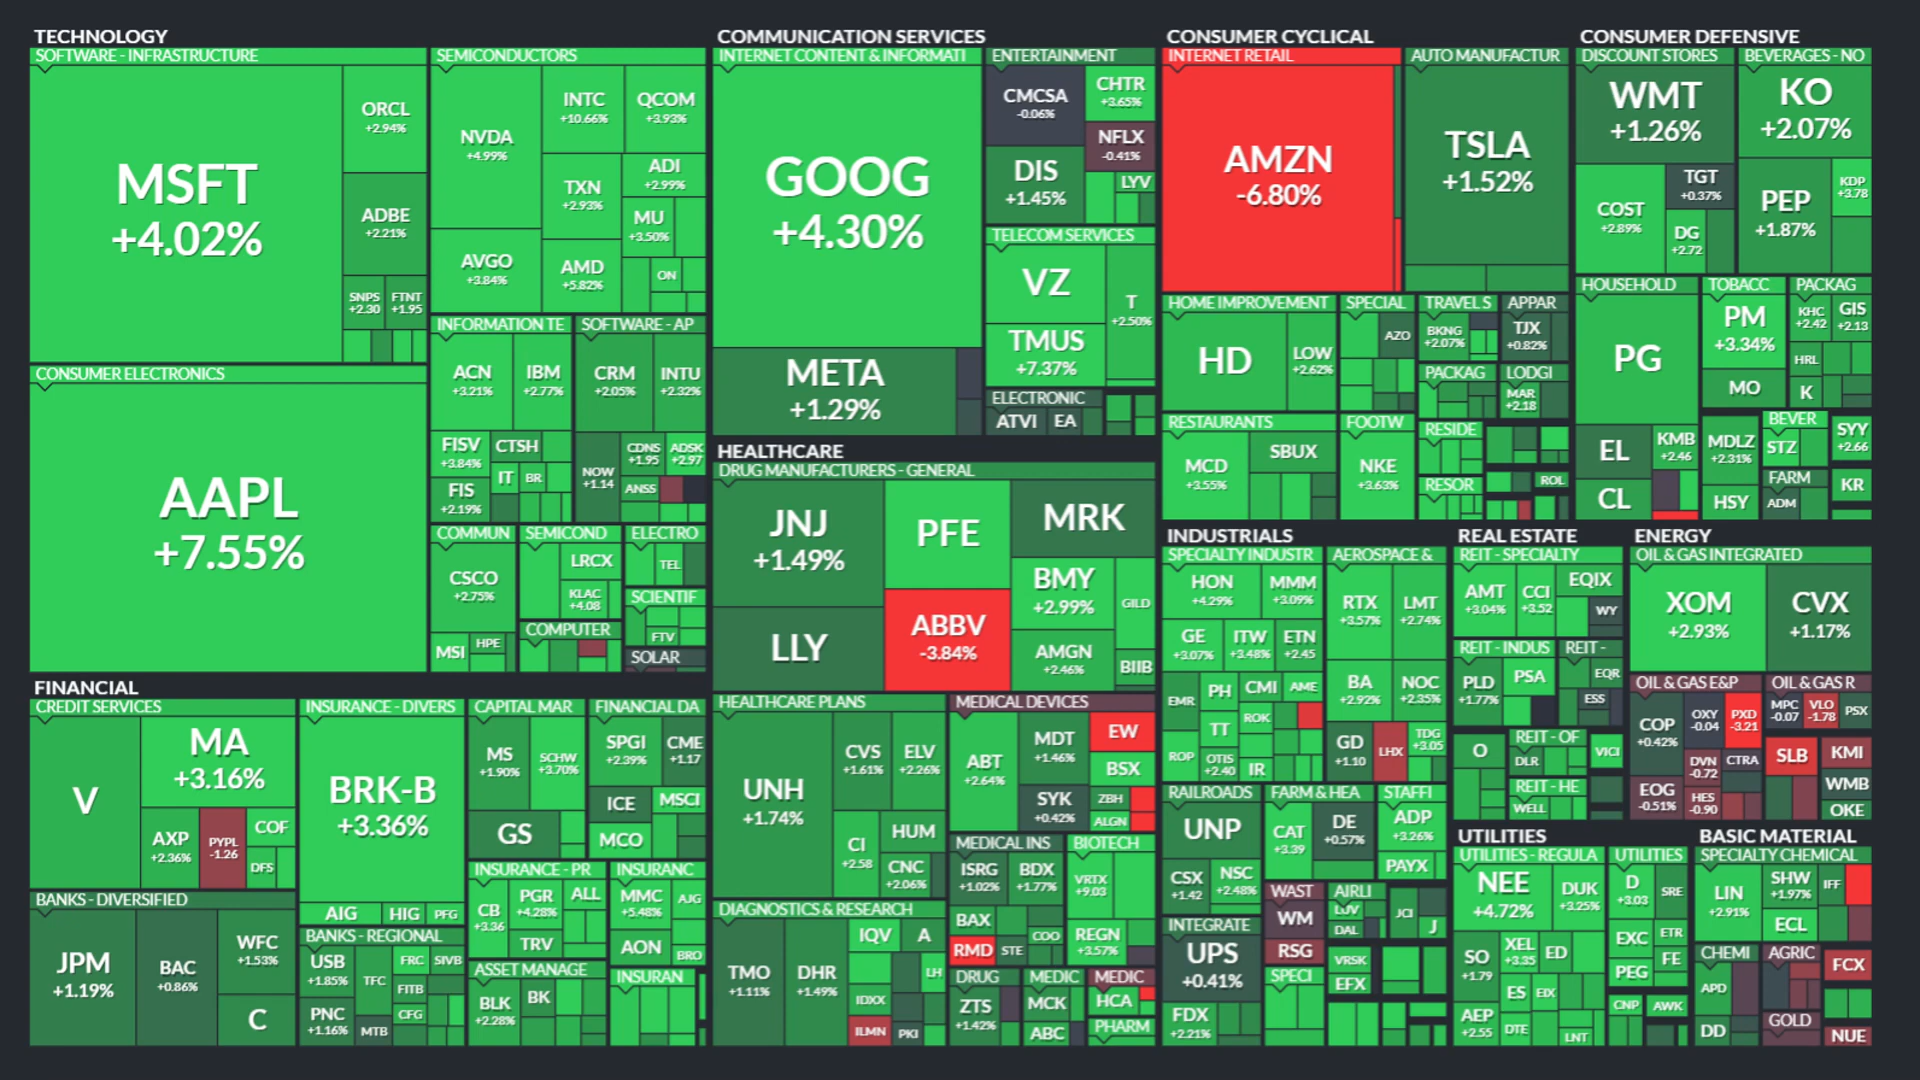 TECHNOLOGY
SOFTWARE - INFRASTRUCTURE
MSFT
+4.02%
ORCL
+2.94%
ADBE
+2.21%
SNPS
+2.30
FTNT
+1.95
CONSUMER ELECTRONICS
AAPL
+7.55%
SEMICONDUCTORS
NVDA
+4.99%
INTC
+10.66%
QCOM
+3.93%
TXN
+2.93%
ADI
+2.99%
MU
+3.50%
AVGO
+3.84%
AMD
+5.82%
ON
INFORMATION TE
ACN
+3.21%
IBM
+2.77%
FISV
+3.84%
CTSH
IT
BR
FIS
+2.19%
SOFTWARE - AP
CRM
+2.05%
INTU
+2.32%
NOW
+1.14
CDNS
+1.95
ADSK
+2.97
ANSS
COMMUN
CSCO
+2.75%
MSI
HPE
SEMICOND
LRCX
KLAC
+4.08
COMPUTER
ELECTRO
TEL
SCIENTIF
FTV
SOLAR
COMMUNICATION SERVICES
INTERNET CONTENT & INFORMATI
GOOG
+4.30%
META
+1.29%
ENTERTAINMENT
CMCSA
-0.06%
CHTR
+3.65%
NFLX
-0.41%
DIS
+1.45%
LYV
TELECOM SERVICES
VZ
T
+2.50%
TMUS
+7.37%
ELECTRONIC
ATVI
EA
CONSUMER CYCLICAL
INTERNET RETAIL
AMZN
-6.80%
AUTO MANUFACTUR
TSLA
+1.52%
HOME IMPROVEMENT
HD
LOW
+2.62%
SPECIAL
AZO
TRAVEL S
BKNG
+2.07%
APPAR
TJX
+0.82%
PACKAG
LODGI
MAR
+2.18
RESTAURANTS
MCD
+3.55%
SBUX
FOOTW
NKE
+3.63%
RESIDE
RESOR
ROL
CONSUMER DEFENSIVE
DISCOUNT STORES
WMT
+1.26%
COST
+2.89%
TGT
+0.37%
DG
+2.72
BEVERAGES - NO
KO
+2.07%
PEP
+1.87%
KDP
+3.78
HOUSEHOLD
PG
EL
KMB
+2.46
CL
TOBACC
PM
+3.34%
MO
PACKAG
KHC
+2.42
GIS
+2.13
HRL
K
MDLZ
+2.31%
HSY
BEVER
STZ
FARM
ADM
SYY
+2.66
KR
HEALTHCARE
DRUG MANUFACTURERS - GENERAL
JNJ
+1.49%
PFE
MRK
LLY
ABBV
-3.84%
BMY
+2.99%
GILD
AMGN
+2.46%
BIIB
HEALTHCARE PLANS
UNH
+1.74%
CVS
+1.61%
ELV
+2.26%
CI
+2.58
HUM
CNC
+2.06%
MEDICAL DEVICES
ABT
+2.64%
MDT
+1.46%
EW
BSX
SYK
+0.42%
ZBH
ALGN
DIAGNOSTICS & RESEARCH
TMO
+1.11%
DHR
+1.49%
IQV
A
LH
IDXX
ILMN
PKI
MEDICAL INS
ISRG
+1.02%
BDX
+1.77%
BAX
RMD
STE
COO
BIOTECH
VRTX
+9.03
REGN
+3.57%
DRUG
ZTS
+1.42%
MEDIC
MCK
ABC
MEDIC
HCA
PHARM
FINANCIAL
CREDIT SERVICES
V
MA
+3.16%
AXP
+2.36%
PYPL
-1.26
COF
DFS
BANKS - DIVERSIFIED
JPM
+1.19%
BAC
+0.86%
WFC
+1.53%
C
INSURANCE - DIVERS
BRK-B
+3.36%
AIG
HIG
PFG
BANKS - REGIONAL
USB
+1.85%
TFC
FRC
SIVB
FITB
PNC
+1.16%
MTB
CFG
CAPITAL MAR
MS
+1.90%
SCHW
+3.70%
GS
FINANCIAL DA
SPGI
+2.39%
CME
+1.17
ICE
MSCI
MCO
INSURANCE - PR
CB
+3.36
PGR
+4.28%
ALL
TRV
INSURANC
MMC
+5.48%
AJG
AON
BRO
ASSET MANAGE
BLK
+2.28%
BK
INSURAN
INDUSTRIALS
SPECIALTY INDUSTR
HON
+4.29%
MMM
+3.09%
GE
+3.07%
ITW
+3.48%
ETN
+2.45
EMR
PH
CMI
AME
TT
ROK
ROP
OTIS
+2.40
IR
AEROSPACE &
RTX
+3.57%
LMT
+2.74%
BA
+2.92%
NOC
+2.35%
GD
+1.10
LHX
TDG
+3.05
RAILROADS
UNP
CSX
+1.42
NSC
+2.48%
FARM & HEA
CAT
+3.39
DE
+0.57%
STAFFI
ADP
+3.26%
PAYX
INTEGRATE
UPS
+0.41%
FDX
+2.21%
WAST
WM
RSG
AIRLI
LUV
DAL
JCI
J
SPECI
VRSK
EFX
REAL ESTATE
REIT - SPECIALTY
AMT
+3.04%
CCI
+3.52
EQIX
WY
REIT - INDUS
PLD
+1.77%
PSA
REIT -
EQR
ESS
O
REIT - OF
DLR
VICI
REIT - HE
WELL
ENERGY
OIL & GAS INTEGRATED
XOM
+2.93%
CVX
+1.17%
OIL & GAS E&P
COP
+0.42%
OXY
-0.04
PXD
-3.21
DVN
-0.72
CTRA
EOG
-0.51%
HES
-0.90
OIL & GAS R
MPC
-0.07
VLO
-1.78
PSX
SLB
KMI
WMB
OKE
UTILITIES
UTILITIES - REGULA
NEE
+4.72%
DUK
+3.25%
SO
+1.79
XEL
+3.35
ED
ES
EIX
AEP
+2.55
DTE
LNT
UTILITIES
D
+3.03
SRE
EXC
ETR
PEG
FE
CNP
AWK
BASIC MATERIAL
SPECIALTY CHEMICAL
LIN
+2.91%
SHW
+1.97%
IFF
ECL
CHEMI
APD
DD
AGRIC
GOLD
FCX
NUE